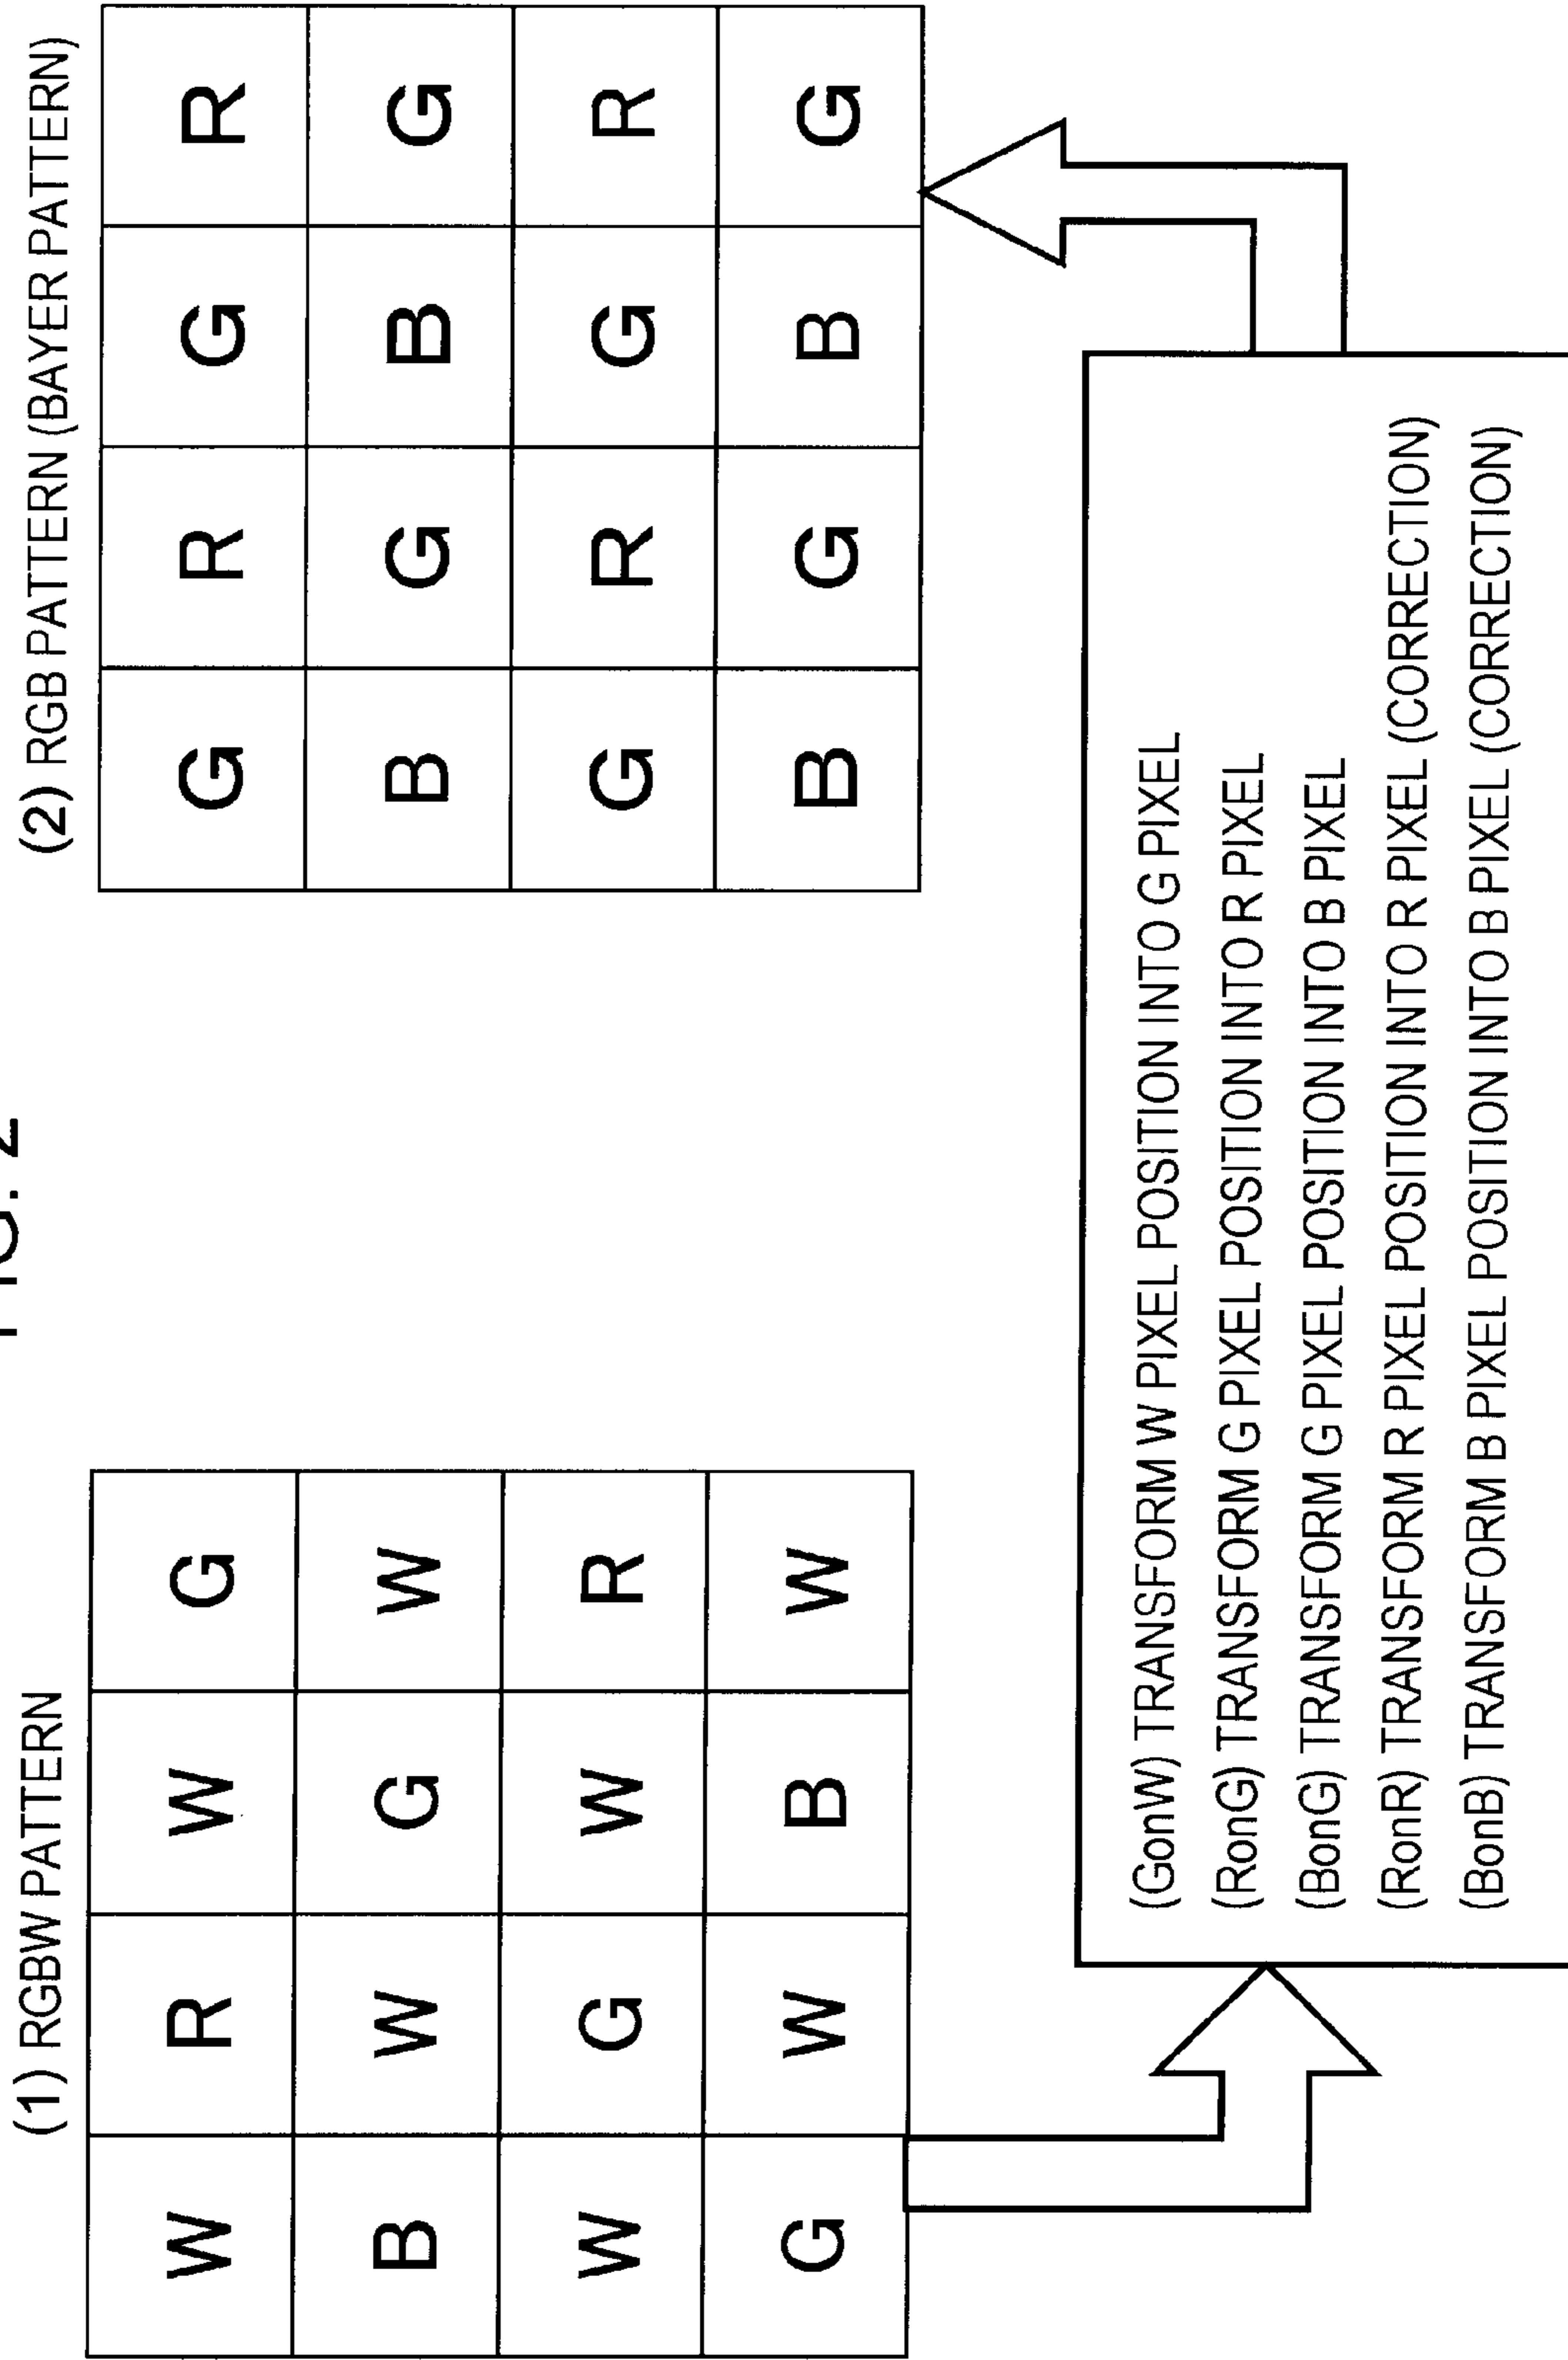 FIG. 2
(1) RGBW PATTERN
W R W G
B W G W
W G W R
G W B W
(2) RGB PATTERN (BAYER PATTERN)
G R G R
B G B G
G R G R
B G B G
(GonW) TRANSFORM W PIXEL POSITION INTO G PIXEL
(RonG) TRANSFORM G PIXEL POSITION INTO R PIXEL
(BonG) TRANSFORM G PIXEL POSITION INTO B PIXEL
(RonR) TRANSFORM R PIXEL POSITION INTO R PIXEL (CORRECTION)
(BonB) TRANSFORM B PIXEL POSITION INTO B PIXEL (CORRECTION)